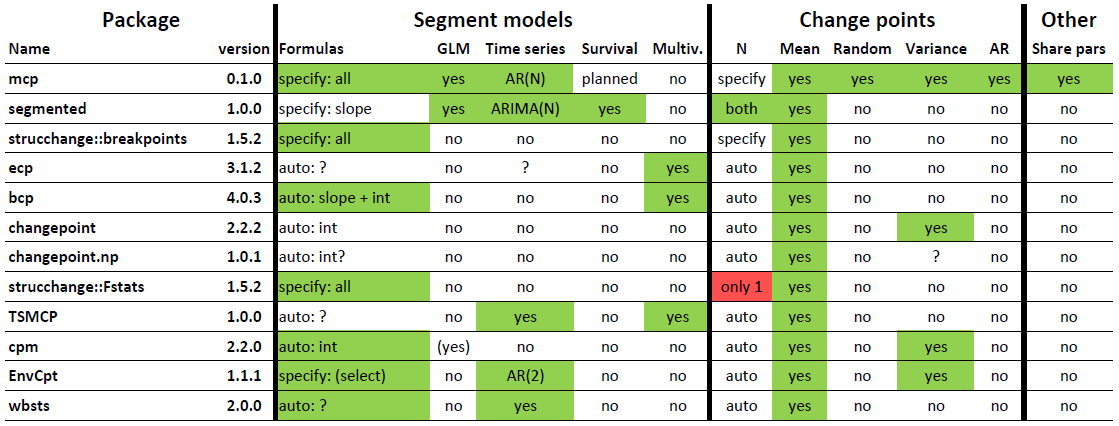 Package Segment models Change points Other
Name version Formulas GLM Time series Survival Multiv. N Mean Random Variance AR Share pars
mcp 0.1.0 specify: all yes AR(N) planned no specify yes yes yes yes yes
segmented 1.0.0 specify: slope yes ARIMA(N) yes no both yes no no no no
strucchange::breakpoints 1.5.2 specify: all no no no no specify yes no no no no
ecp 3.1.2 auto: ? no ? no yes auto yes no no no no
bcp 4.0.3 auto: slope + int no no no yes auto yes no no no no
changepoint 2.2.2 auto: int no no no no auto yes no yes no no
changepoint.np 1.0.1 auto: int? no no no no auto yes no ? no no
strucchange::Fstats 1.5.2 specify: all no no no no only 1 yes no no no no
TSMCP 1.0.0 auto: ? no yes no yes auto yes no no no no
cpm 2.2.0 auto: int (yes) no no no auto yes no yes no no
EnvCpt 1.1.1 specify: (select) no AR(2) no no auto yes no yes no no
wbsts 2.0.0 auto: ? no yes no no auto yes no no no no